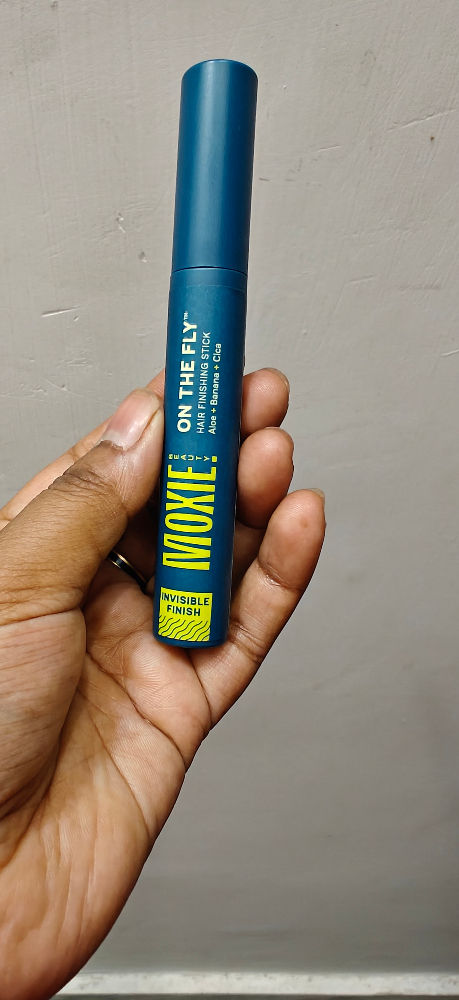 ON THE FLY™
HAIR FINISHING STICK
Aloe + Banana + Cica
MOXIE
BEAUTY
INVISIBLE
FINISH